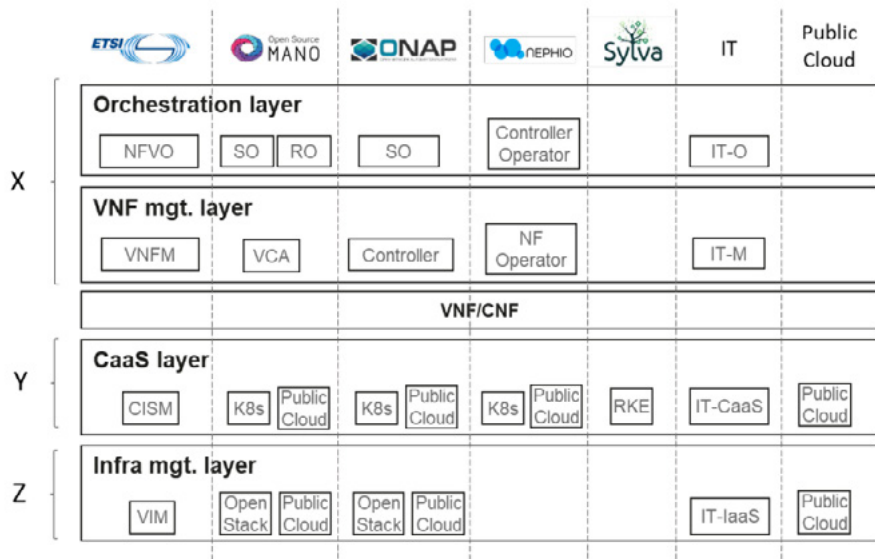 ETSI
Open Source
MANO
ONAP
NEPHIO
Sylva
IT
Public
Cloud
X
Orchestration layer
NFVO
SO
RO
SO
Controller
Operator
IT-O
VNF mgt. layer
VNFM
VCA
Controller
NF
Operator
IT-M
VNF/CNF
Y
CaaS layer
CISM
K8s
Public
Cloud
K8s
Public
Cloud
K8s
Public
Cloud
RKE
IT-CaaS
Public
Cloud
Z
Infra mgt. layer
VIM
Open
Stack
Public
Cloud
Open
Stack
Public
Cloud
IT-IaaS
Public
Cloud